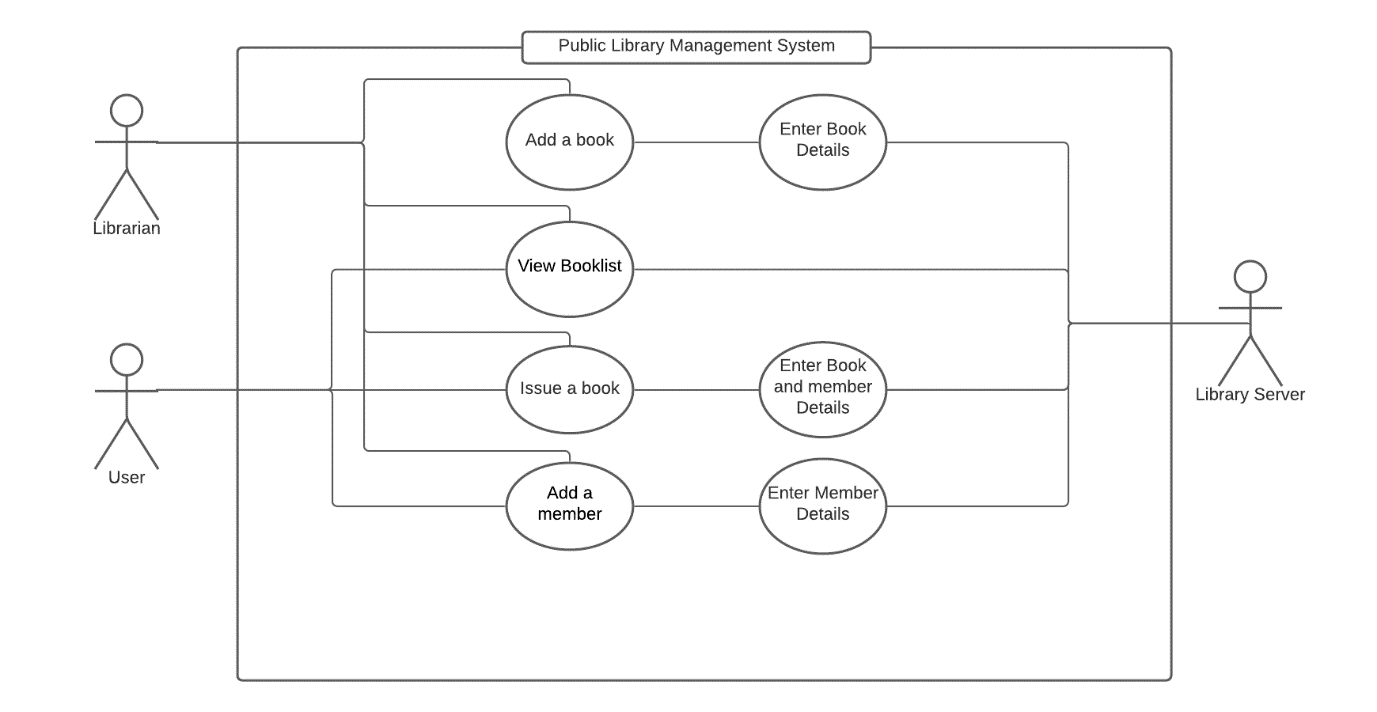 Public Library Management System
Add a book
Enter Book
Details
Librarian
View Booklist
Issue a book
Enter Book
and member
Details
Library Server
User
Add a
member
Enter Member
Details